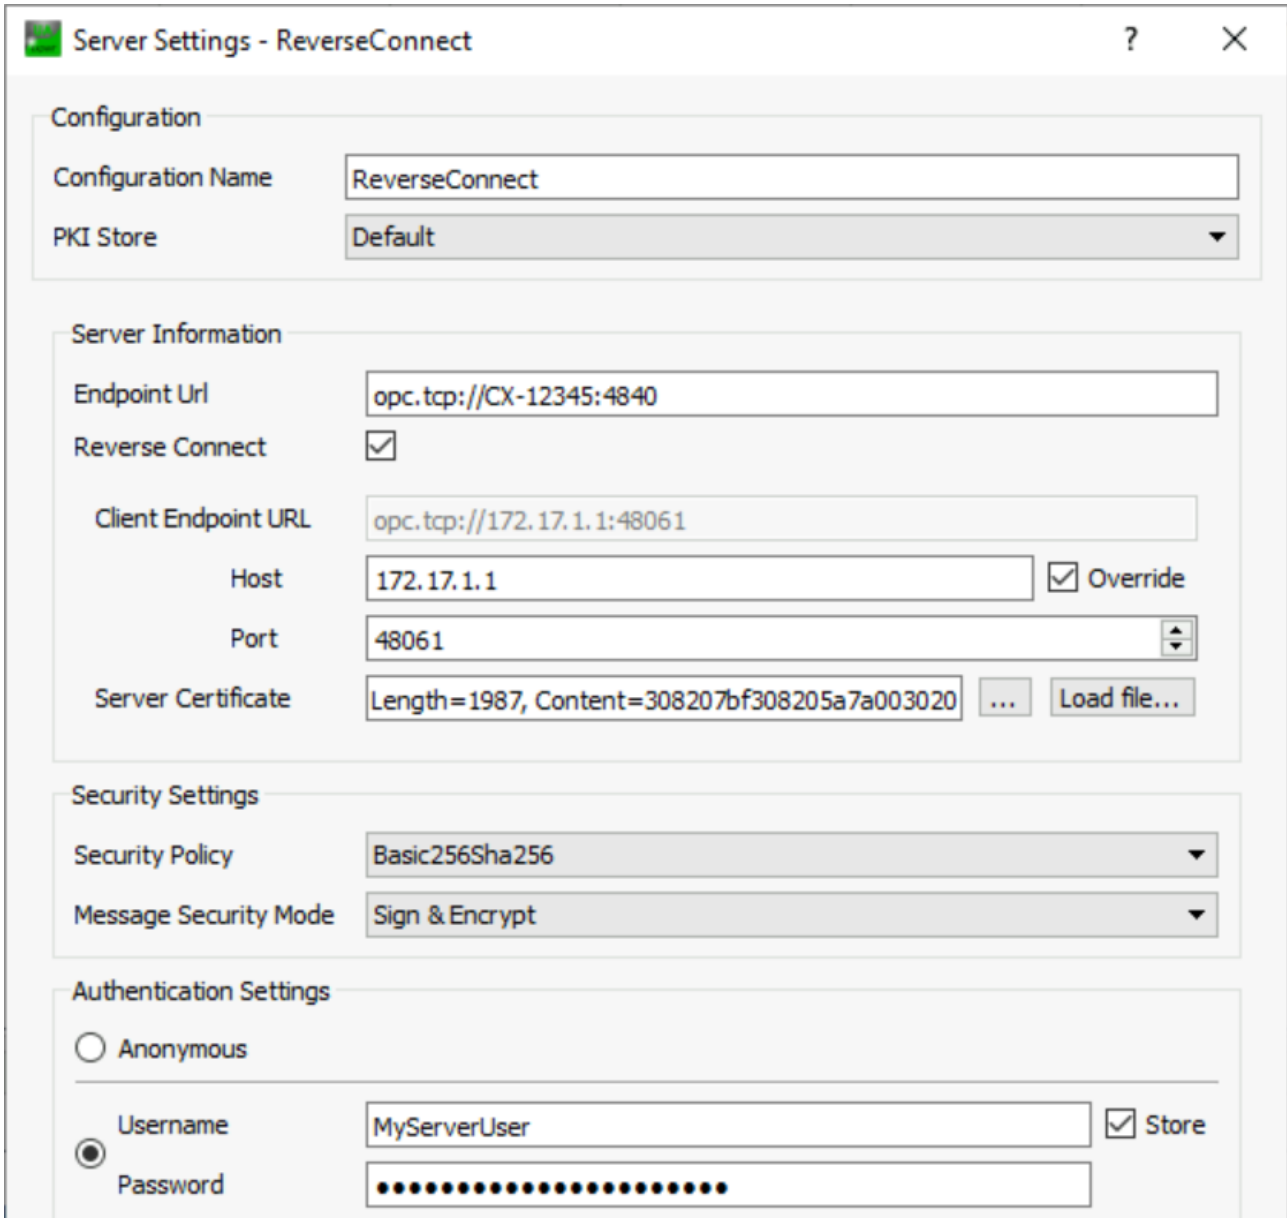 Server Settings - ReverseConnect ?
Configuration
Configuration Name ReverseConnect
PKI Store Default
Server Information
Endpoint Url opc.tcp://CX-12345:4840
Reverse Connect
Client Endpoint URL opc.tcp://172.17.1.1:48061
Host 172.17.1.1 Override
Port 48061
Server Certificate Length=1987, Content=308207bf308205a7a003020 ... Load file...
Security Settings
Security Policy Basic256Sha256
Message Security Mode Sign & Encrypt
Authentication Settings
Anonymous
Username MyServerUser Store
Password ●●●●●●●●●●●●●●●●●●●●●●